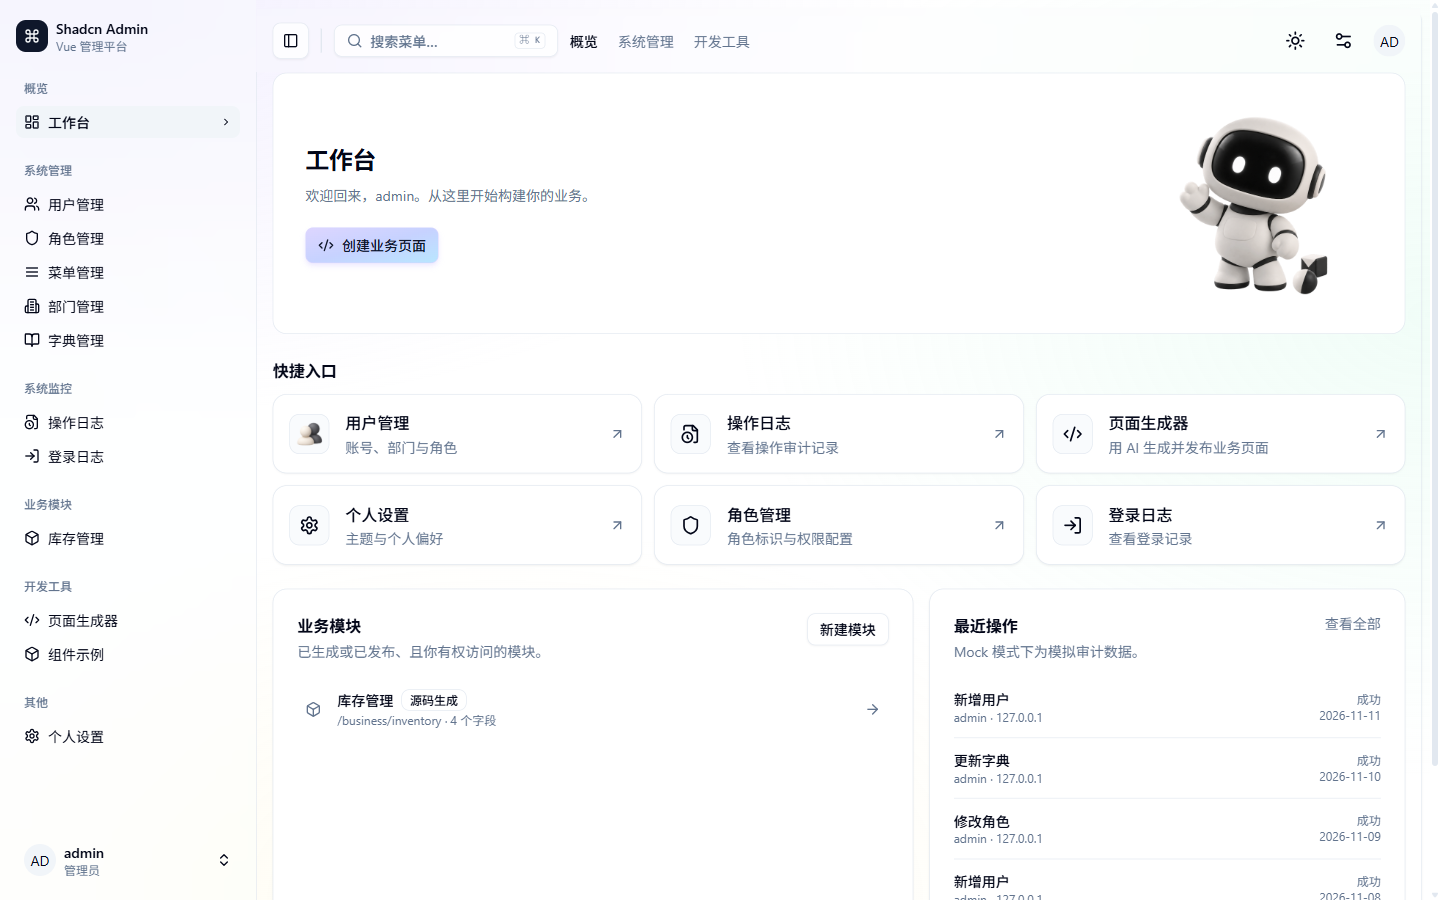 Shadcn Admin
Vue 管理平台
概览
工作台
系统管理
用户管理
角色管理
菜单管理
部门管理
字典管理
系统监控
操作日志
登录日志
业务模块
库存管理
开发工具
页面生成器
组件示例
其他
个人设置
AD
admin
管理员
搜索菜单...
⌘ K
概览
系统管理
开发工具
AD
工作台
欢迎回来，admin。从这里开始构建你的业务。
创建业务页面
快捷入口
用户管理
账号、部门与角色
操作日志
查看操作审计记录
页面生成器
用 AI 生成并发布业务页面
个人设置
主题与个人偏好
角色管理
角色标识与权限配置
登录日志
查看登录记录
业务模块
已生成或已发布、且你有权访问的模块。
新建模块
库存管理 源码生成
/business/inventory · 4 个字段
最近操作
Mock 模式下为模拟审计数据。
查看全部
新增用户
admin · 127.0.0.1
成功
2026-11-11
更新字典
admin · 127.0.0.1
成功
2026-11-10
修改角色
admin · 127.0.0.1
成功
2026-11-09
新增用户
admin · 127.0.0.1
成功
2026-11-08